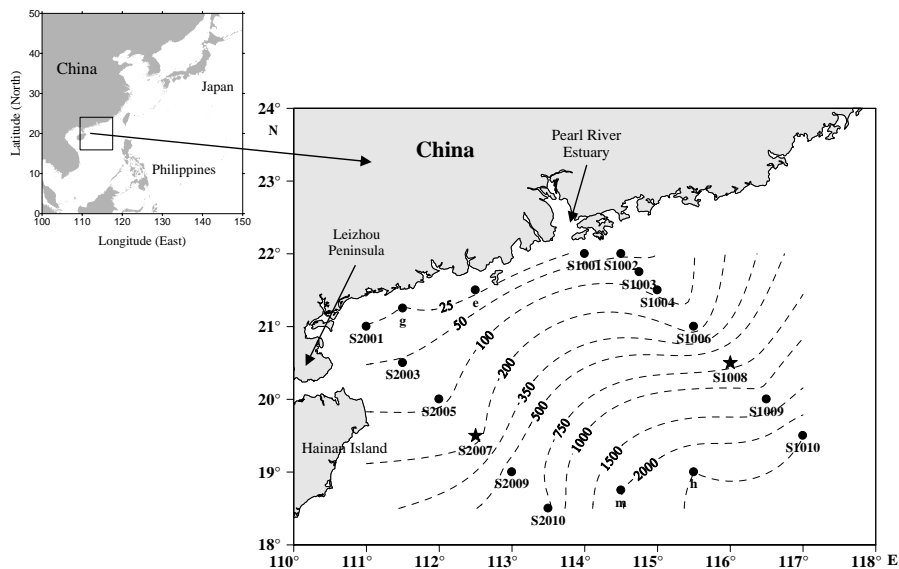 50
40
30
20
10
0
Latitude (North)
China
Japan
Philippines
100 110 120 130 140 150
Longitude (East)
24°
N
23°
22°
21°
20°
19°
18°
China
Pearl River
Estuary
Leizhou
Peninsula
Hainan Island
S1001
S1002
S1003
S1004
S1006
S1008
S1009
S1010
S2001
g
e
S2003
S2005
S2007
S2009
S2010
m
h
25
50
100
200
350
500
750
1000
1500
2000
110° 111° 112° 113° 114° 115° 116° 117° 118° E